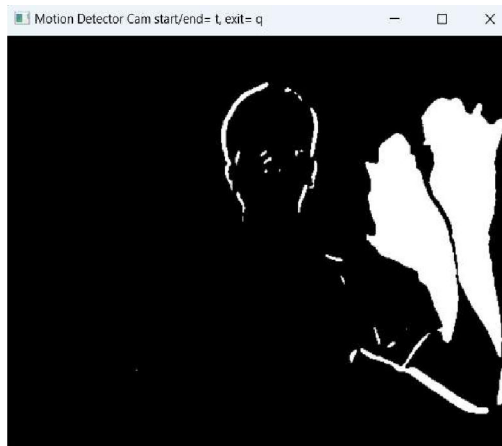 Motion Detector Cam start/end= t, exit= q